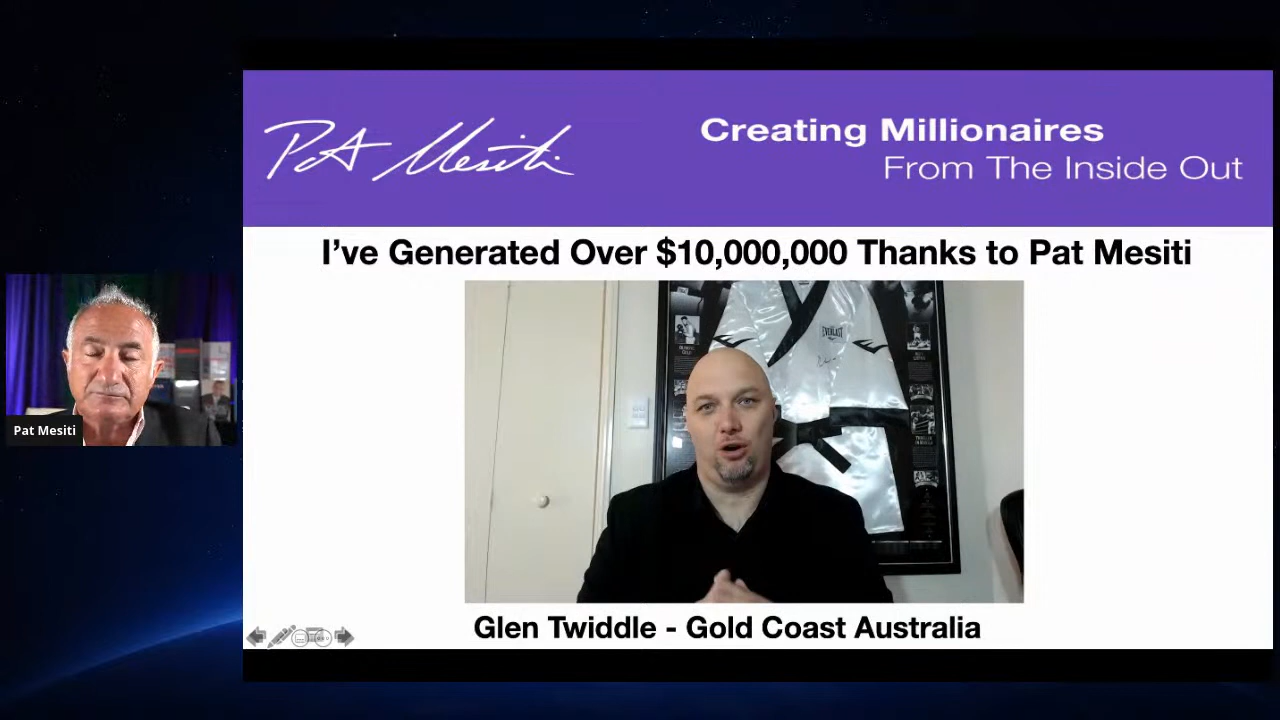 Pat Mesiti
Creating Millionaires
From The Inside Out
I've Generated Over $10,000,000 Thanks to Pat Mesiti
EVERLAST
Pat Mesiti
Glen Twiddle - Gold Coast Australia